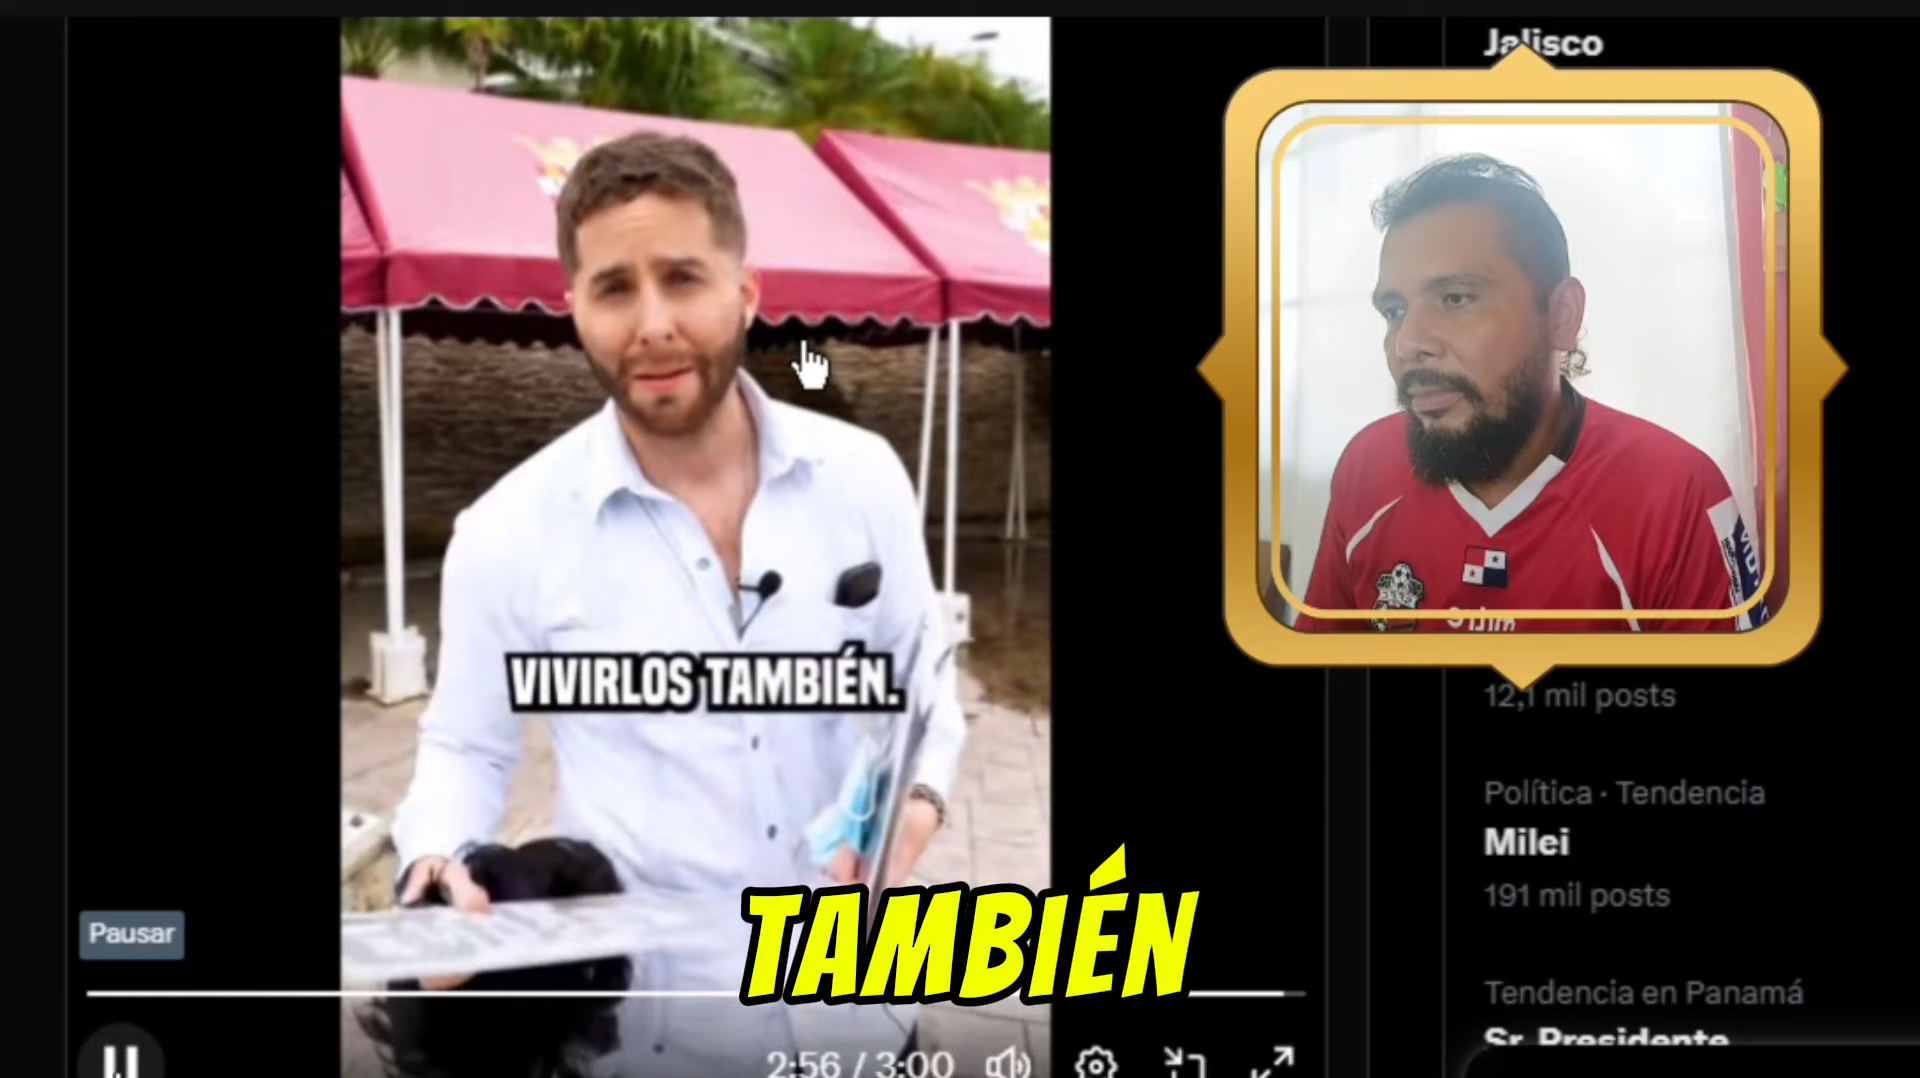 Jalisco
VIVIRLOS TAMBIÉN.
12,1 mil posts
Política · Tendencia
Milei
191 mil posts
Pausar
TAMBIÉN
Tendencia en Panamá
Sr. Presidente
2:56 / 3:00